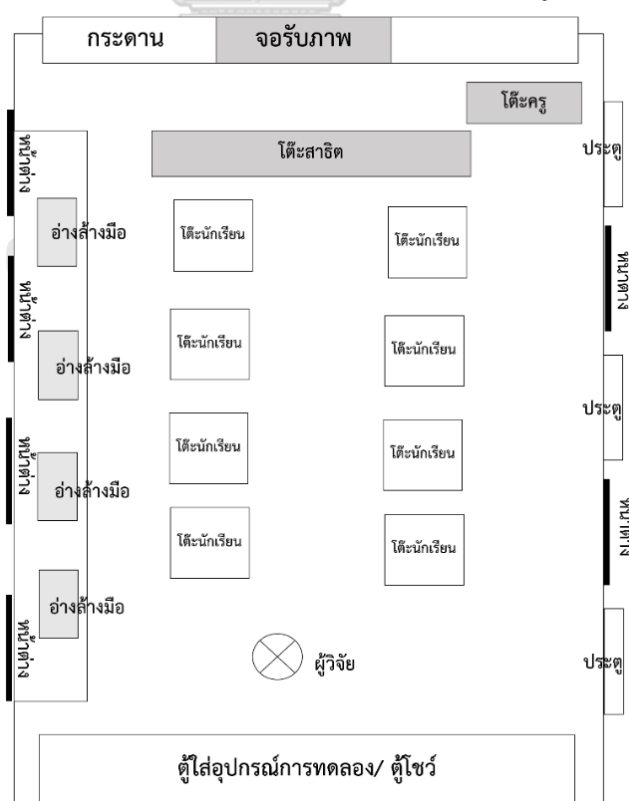 กระดาน
จอรับภาพ
โต๊ะครู
โต๊ะสาธิต
ประตู
หน้าต่าง
อ่างล้างมือ
โต๊ะนักเรียน
โต๊ะนักเรียน
หน้าต่าง
หน้าต่าง
โต๊ะนักเรียน
โต๊ะนักเรียน
อ่างล้างมือ
ประตู
หน้าต่าง
โต๊ะนักเรียน
โต๊ะนักเรียน
อ่างล้างมือ
หน้าต่าง
โต๊ะนักเรียน
โต๊ะนักเรียน
อ่างล้างมือ
หน้าต่าง
ผู้วิจัย
ประตู
ตู้ใส่อุปกรณ์การทดลอง/ ตู้โชว์